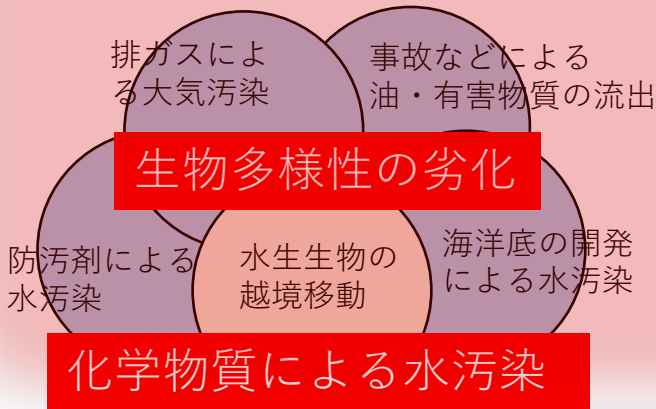 排ガスによ
る大気汚染
事故などによる
油・有害物質の流出
生物多様性の劣化
防汚剤による
水汚染
水生生物の
越境移動
海洋底の開発
による水汚染
化学物質による水汚染